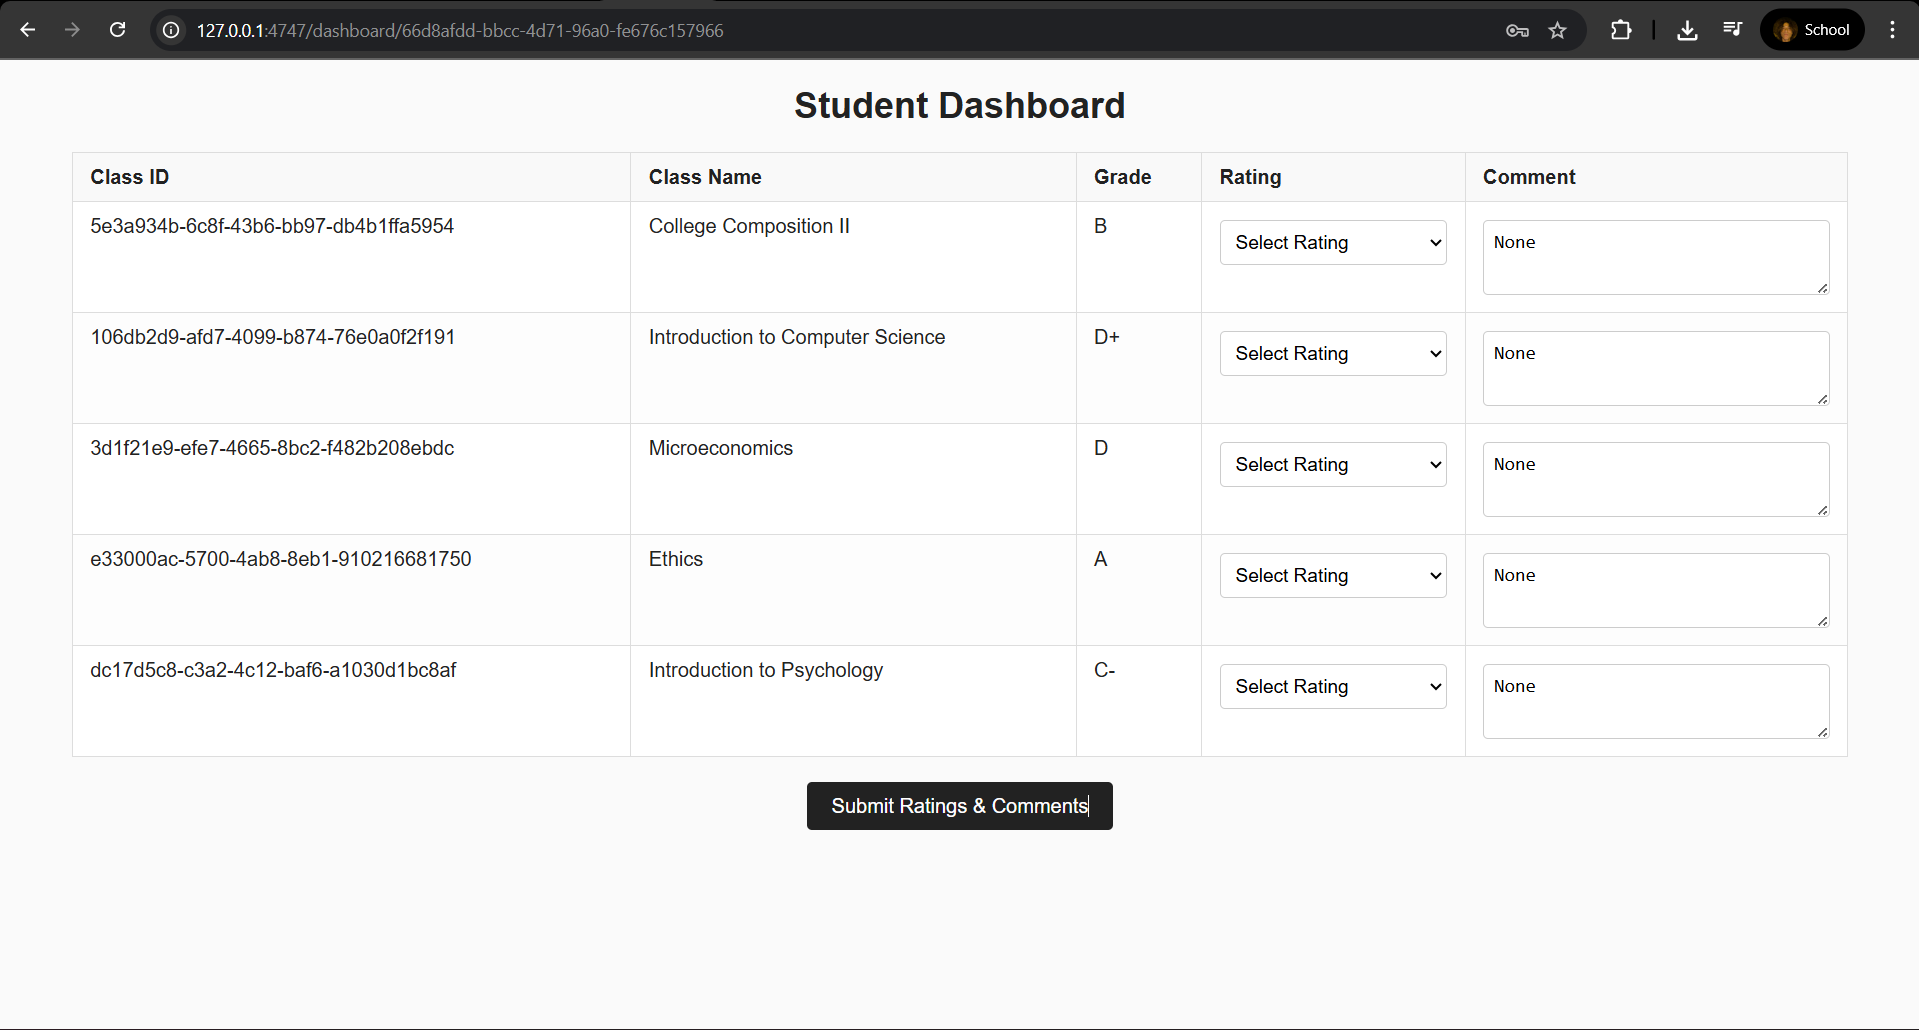 127.0.0.1:4747/dashboard/66d8afdd-bbcc-4d71-96a0-fe676c157966 School
Student Dashboard
Class ID Class Name Grade Rating Comment
5e3a934b-6c8f-43b6-bb97-db4b1ffa5954 College Composition II B Select Rating None
106db2d9-afd7-4099-b874-76e0a0f2f191 Introduction to Computer Science D+ Select Rating None
3d1f21e9-efe7-4665-8bc2-f482b208ebdc Microeconomics D Select Rating None
e33000ac-5700-4ab8-8eb1-910216681750 Ethics A Select Rating None
dc17d5c8-c3a2-4c12-baf6-a1030d1bc8af Introduction to Psychology C- Select Rating None
Submit Ratings & Comments